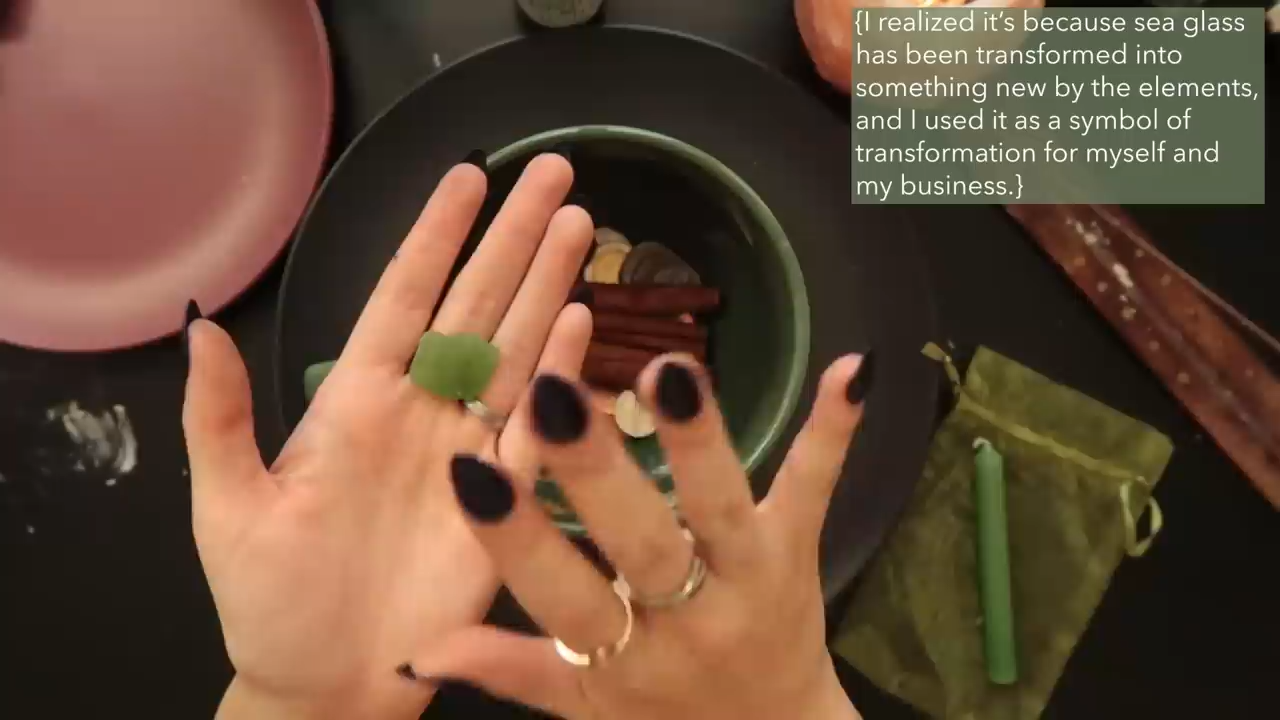 {I realized it’s because sea glass
has been transformed into
something new by the elements,
and I used it as a symbol of
transformation for myself and
my business.}